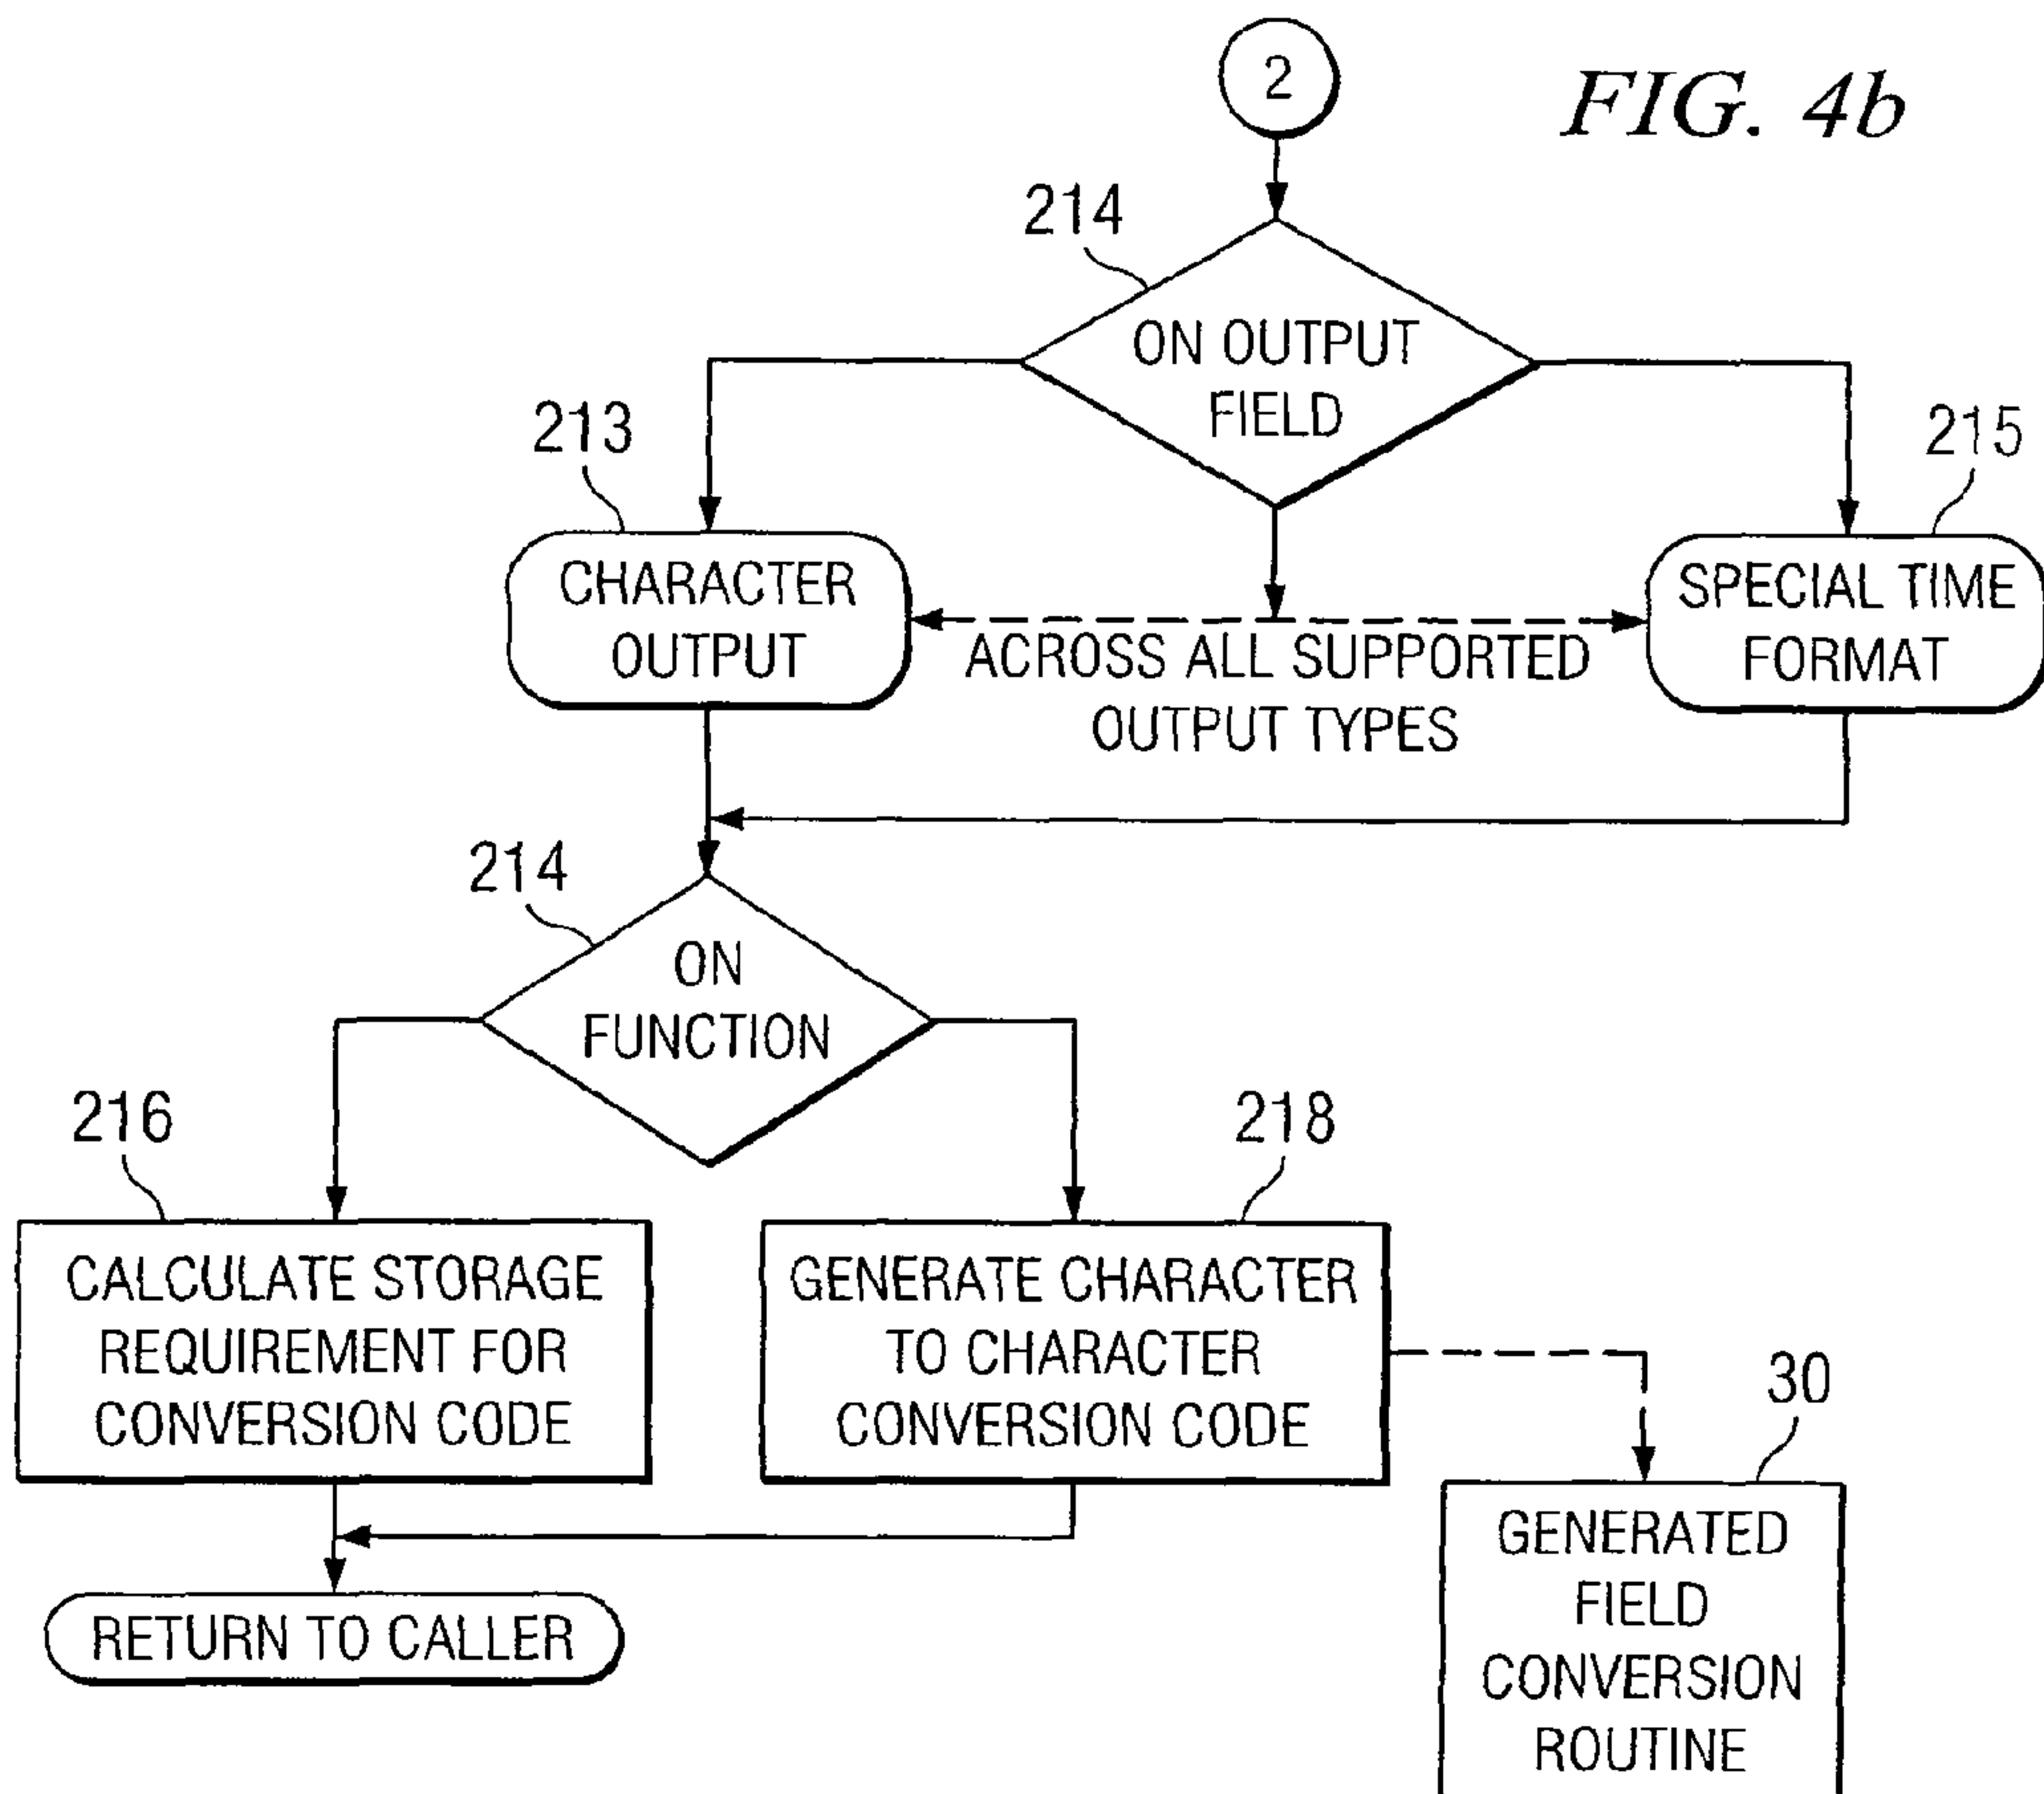 2
FIG. 4b
214
ON OUTPUT
FIELD
213
215
CHARACTER
OUTPUT
SPECIAL TIME
FORMAT
ACROSS ALL SUPPORTED
OUTPUT TYPES
214
ON
FUNCTION
216
218
CALCULATE STORAGE
REQUIREMENT FOR
CONVERSION CODE
GENERATE CHARACTER
TO CHARACTER
CONVERSION CODE
30
GENERATED
FIELD
CONVERSION
ROUTINE
RETURN TO CALLER